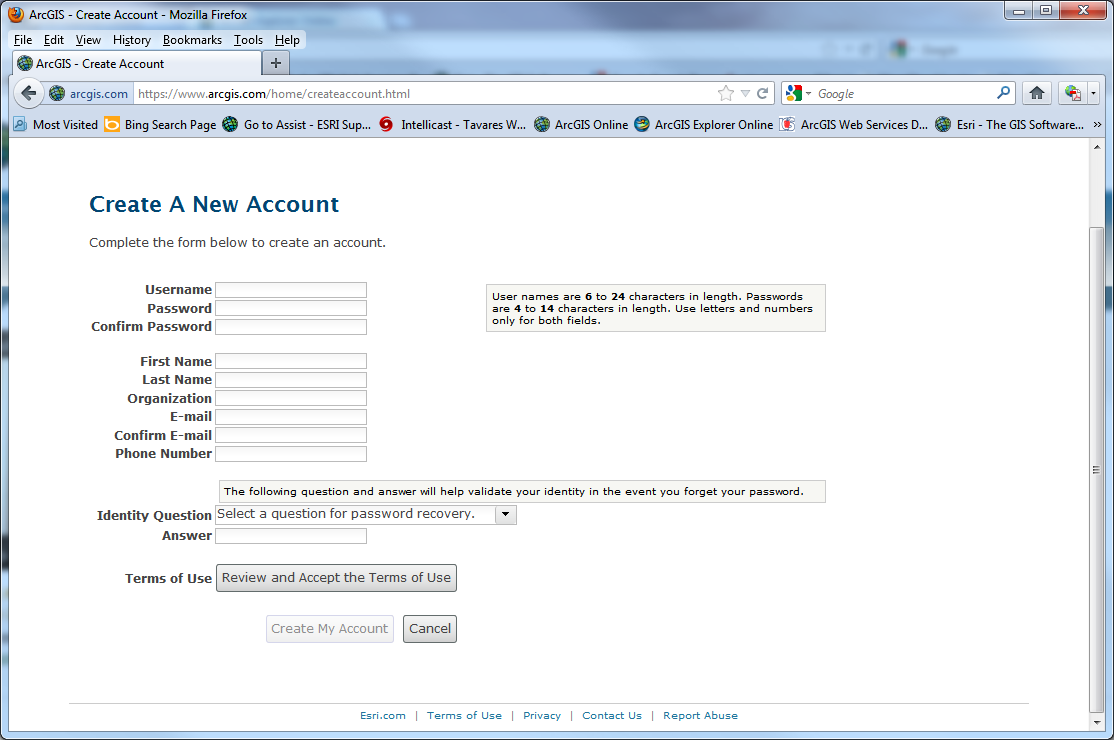 ArcGIS - Create Account - Mozilla Firefox
File Edit View History Bookmarks Tools Help
ArcGIS - Create Account +
arcgis.com https://www.arcgis.com/home/createaccount.html Google
Most Visited Bing Search Page Go to Assist - ESRI Sup... Intellicast - Tavares W... ArcGIS Online ArcGIS Explorer Online ArcGIS Web Services D... Esri - The GIS Software... »
Create A New Account
Complete the form below to create an account.
Username
Password
Confirm Password
User names are 6 to 24 characters in length. Passwords
are 4 to 14 characters in length. Use letters and numbers
only for both fields.
First Name
Last Name
Organization
E-mail
Confirm E-mail
Phone Number
The following question and answer will help validate your identity in the event you forget your password.
Identity Question Select a question for password recovery.
Answer
Terms of Use Review and Accept the Terms of Use
Create My Account Cancel
Esri.com | Terms of Use | Privacy | Contact Us | Report Abuse